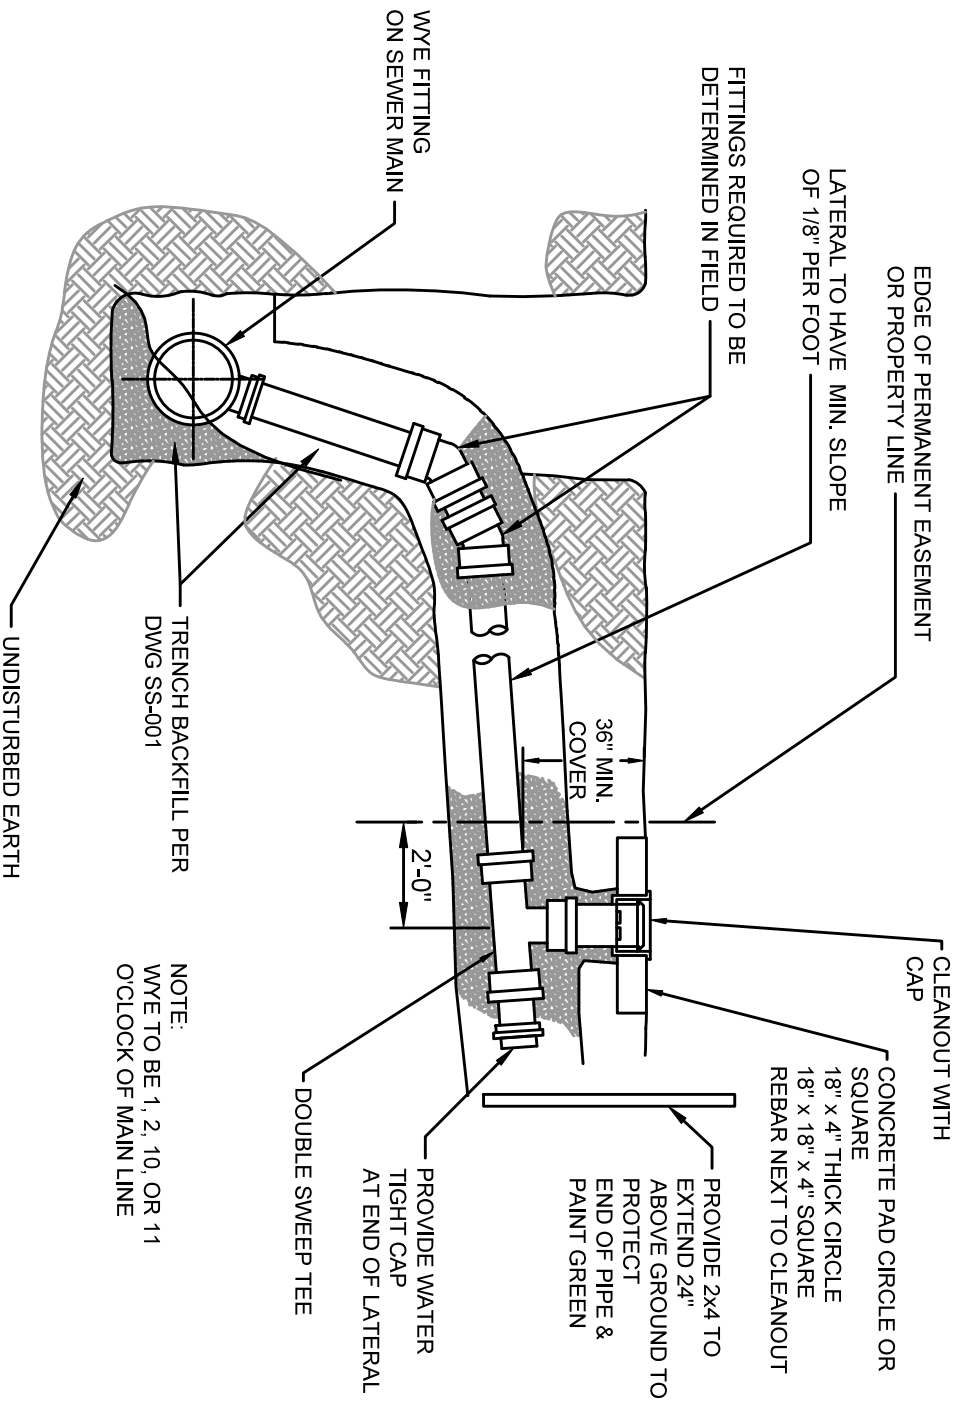 EDGE OF PERMANENT EASEMENT
OR PROPERTY LINE
LATERAL TO HAVE MIN. SLOPE
OF 1/8" PER FOOT
FITTINGS REQUIRED TO BE
DETERMINED IN FIELD
WYE FITTING
ON SEWER MAIN
CLEANOUT WITH
CAP
CONCRETE PAD CIRCLE OR
SQUARE
18" x 4" THICK CIRCLE
18" x 18" x 4" SQUARE
REBAR NEXT TO CLEANOUT
PROVIDE 2x4 TO
EXTEND 24"
ABOVE GROUND TO
PROTECT
END OF PIPE &
PAINT GREEN
36" MIN.
COVER
2'-0"
PROVIDE WATER
TIGHT CAP
AT END OF LATERAL
DOUBLE SWEEP TEE
TRENCH BACKFILL PER
DWG SS-001
UNDISTURBED EARTH
NOTE:
WYE TO BE 1, 2, 10, OR 11
O'CLOCK OF MAIN LINE